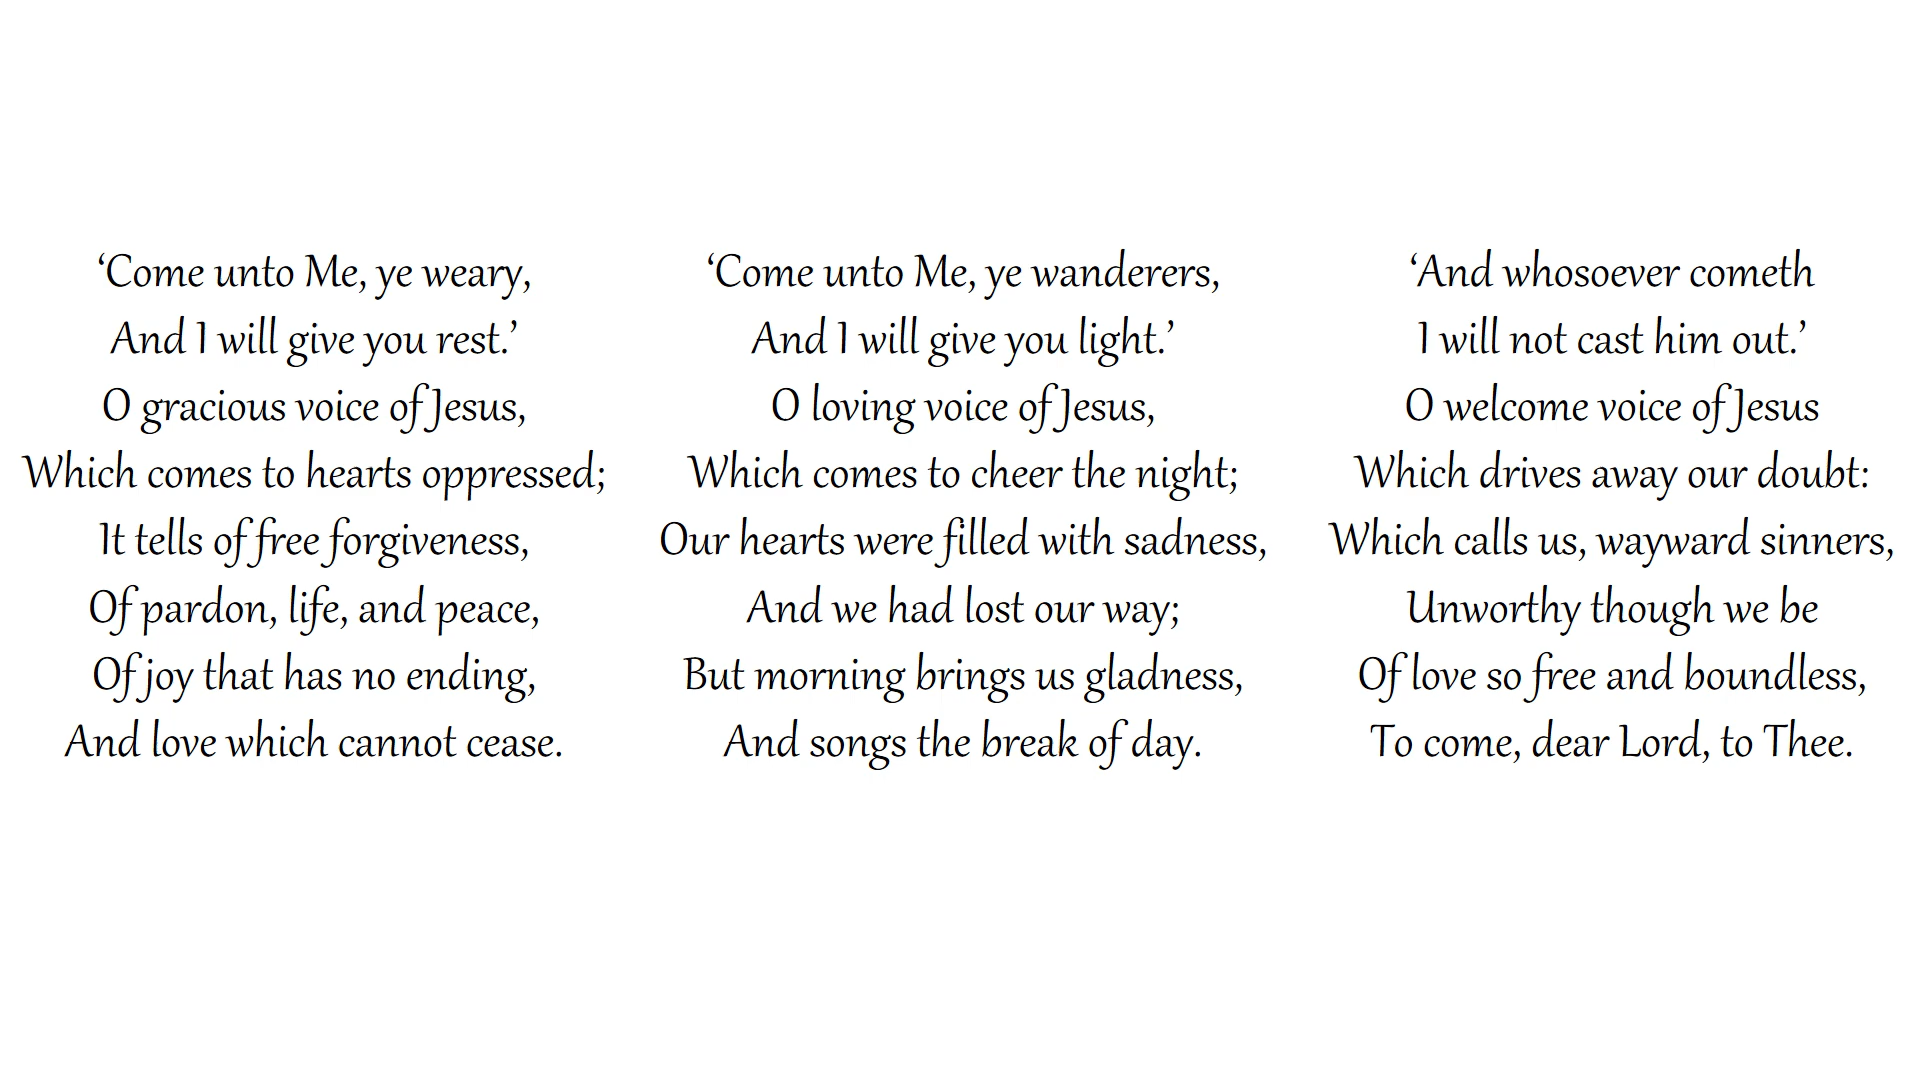 ‘Come unto Me, ye weary,
And I will give you rest.’
O gracious voice of Jesus,
Which comes to hearts oppressed;
It tells of free forgiveness,
Of pardon, life, and peace,
Of joy that has no ending,
And love which cannot cease.
‘Come unto Me, ye wanderers,
And I will give you light.’
O loving voice of Jesus,
Which comes to cheer the night;
Our hearts were filled with sadness,
And we had lost our way;
But morning brings us gladness,
And songs the break of day.
‘And whosoever cometh
I will not cast him out.’
O welcome voice of Jesus
Which drives away our doubt:
Which calls us, wayward sinners,
Unworthy though we be
Of love so free and boundless,
To come, dear Lord, to Thee.